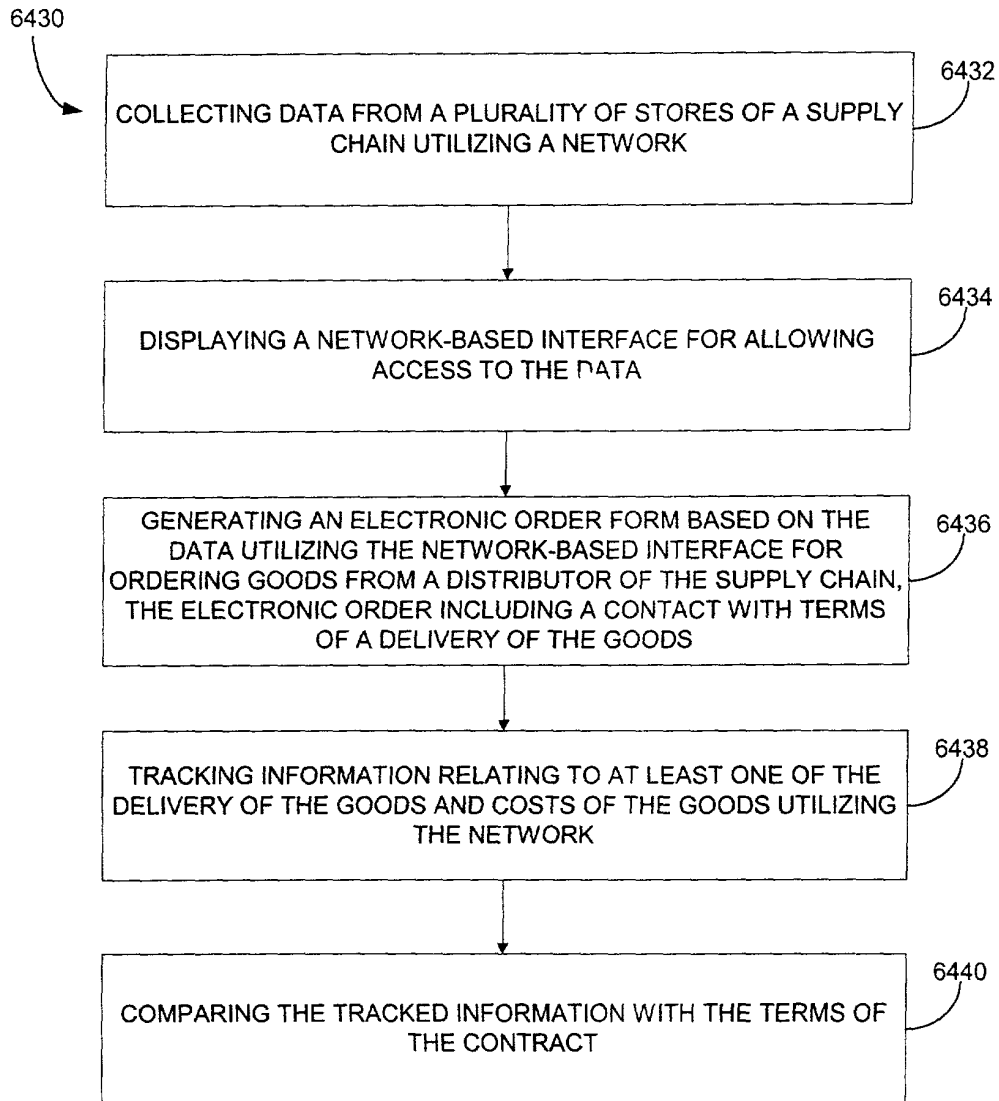 6430
6432
COLLECTING DATA FROM A PLURALITY OF STORES OF A SUPPLY
CHAIN UTILIZING A NETWORK
6434
DISPLAYING A NETWORK-BASED INTERFACE FOR ALLOWING
ACCESS TO THE DATA
6436
GENERATING AN ELECTRONIC ORDER FORM BASED ON THE
DATA UTILIZING THE NETWORK-BASED INTERFACE FOR
ORDERING GOODS FROM A DISTRIBUTOR OF THE SUPPLY CHAIN,
THE ELECTRONIC ORDER INCLUDING A CONTACT WITH TERMS
OF A DELIVERY OF THE GOODS
6438
TRACKING INFORMATION RELATING TO AT LEAST ONE OF THE
DELIVERY OF THE GOODS AND COSTS OF THE GOODS UTILIZING
THE NETWORK
6440
COMPARING THE TRACKED INFORMATION WITH THE TERMS OF
THE CONTRACT